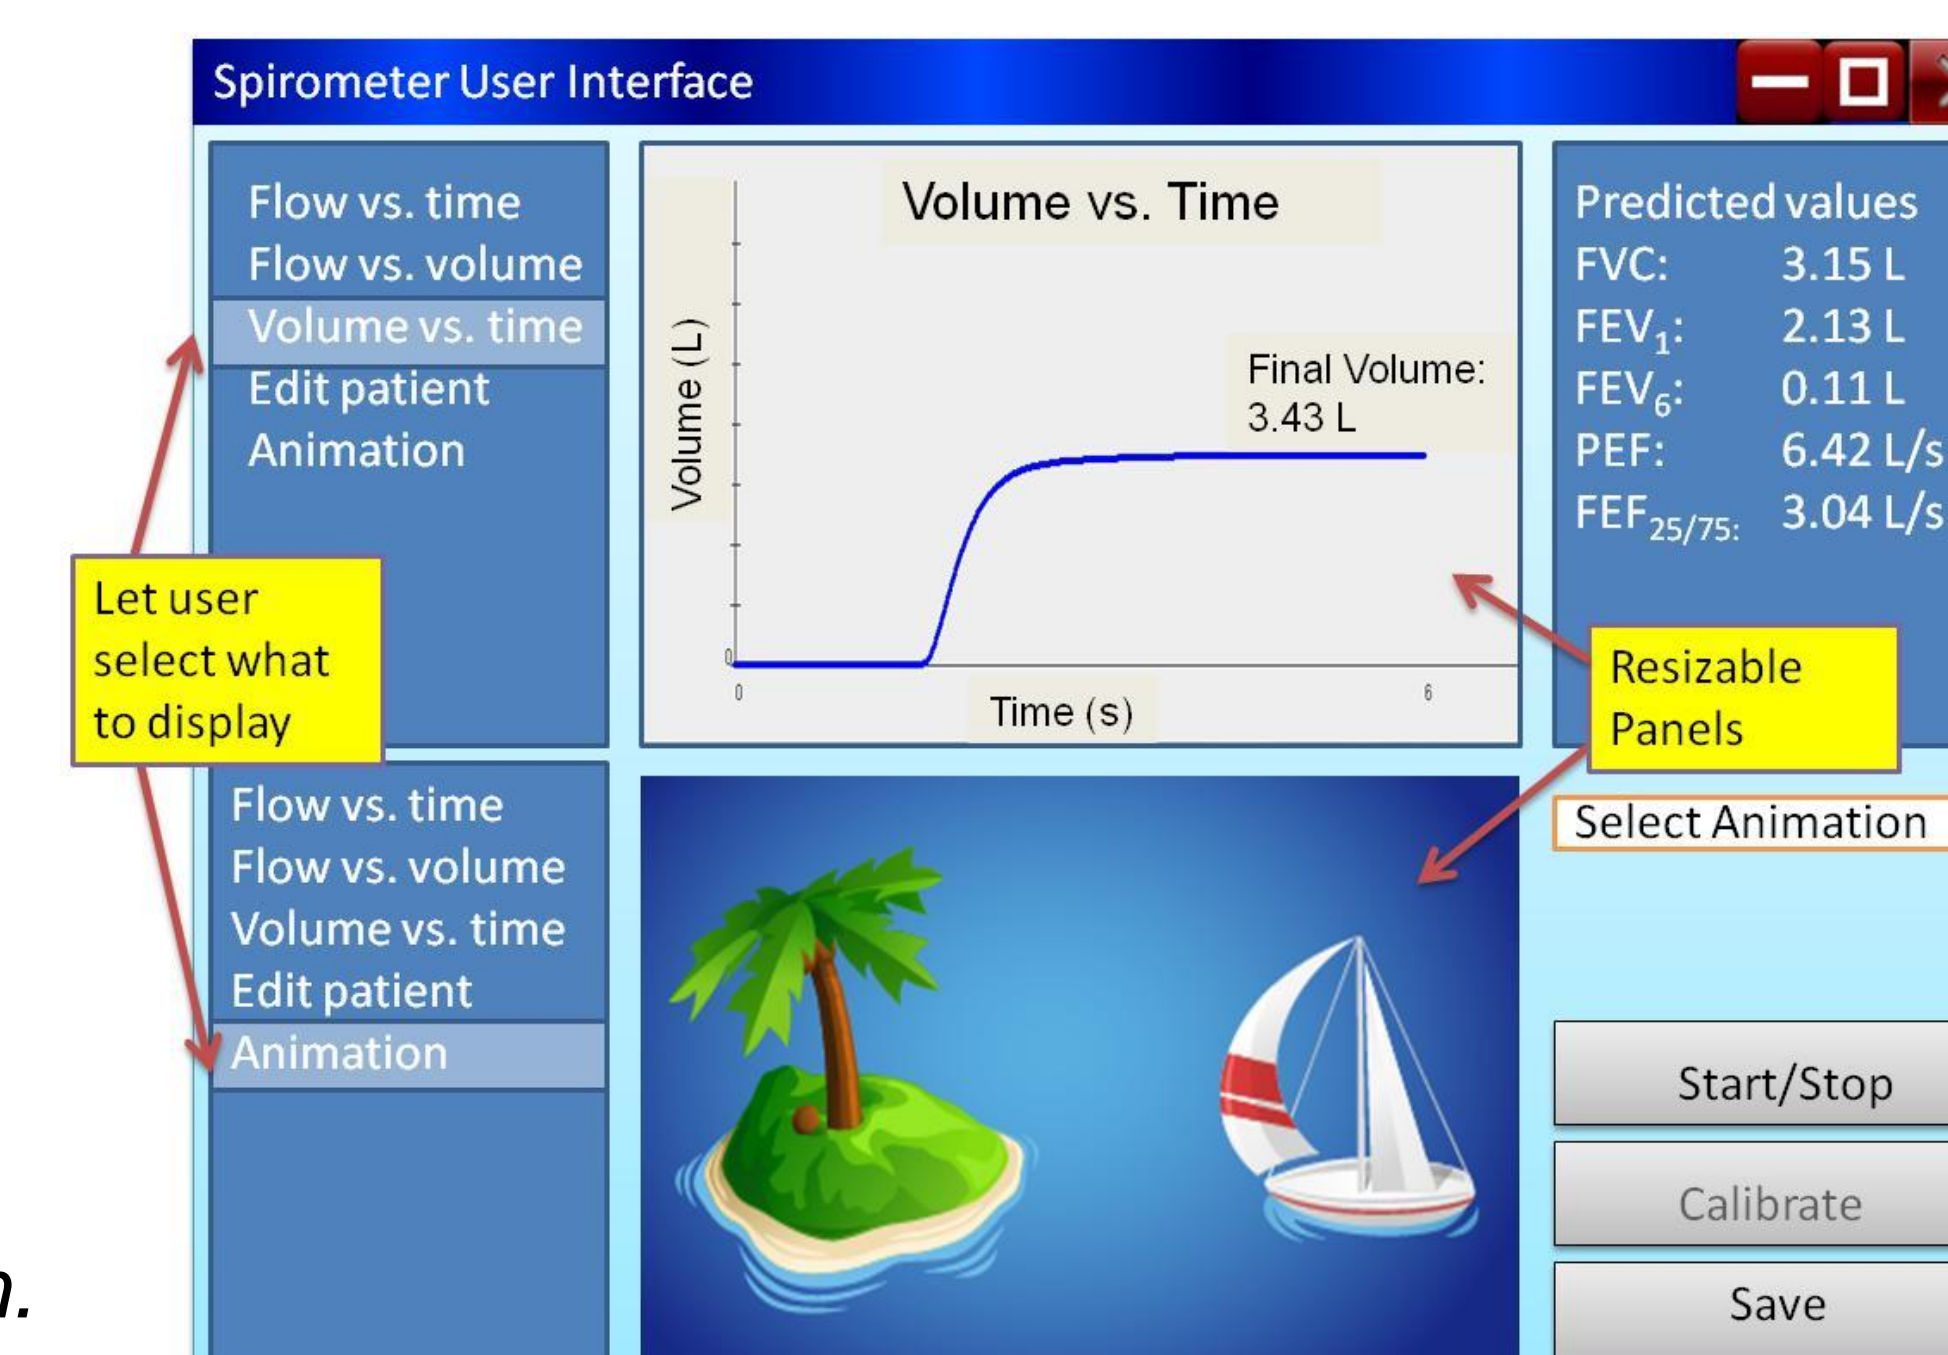 Spirometer User Interface
Flow vs. time
Flow vs. volume
Volume vs. time
Edit patient
Animation
Let user
select what
to display
Volume vs. Time
Volume (L)
Final Volume:
3.43 L
0
0
6
Time (s)
Predicted values
FVC: 3.15 L
FEV₁: 2.13 L
FEV₆: 0.11 L
PEF: 6.42 L/s
FEF₂₅/₇₅: 3.04 L/s
Resizable
Panels
Flow vs. time
Flow vs. volume
Volume vs. time
Edit patient
Animation
Select Animation
Start/Stop
Calibrate
Save